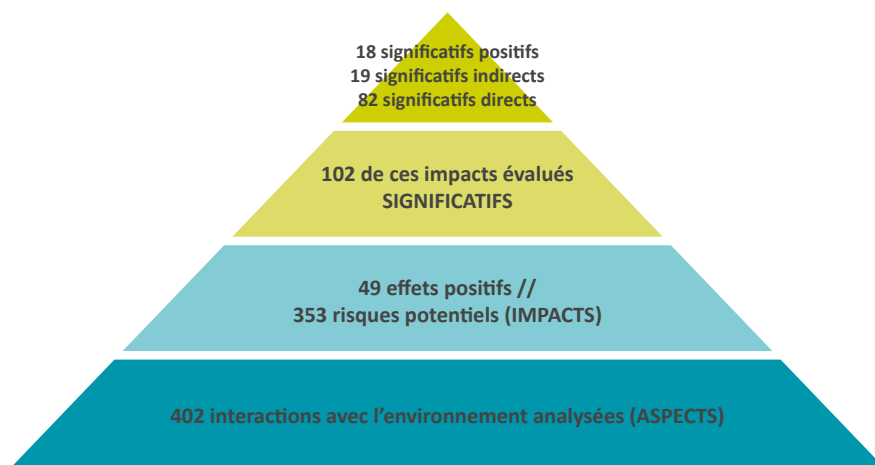 18 significatifs positifs
19 significatifs indirects
82 significatifs directs
102 de ces impacts évalués
SIGNIFICATIFS
49 effets positifs //
353 risques potentiels (IMPACTS)
402 interactions avec l’environnement analysées (ASPECTS)